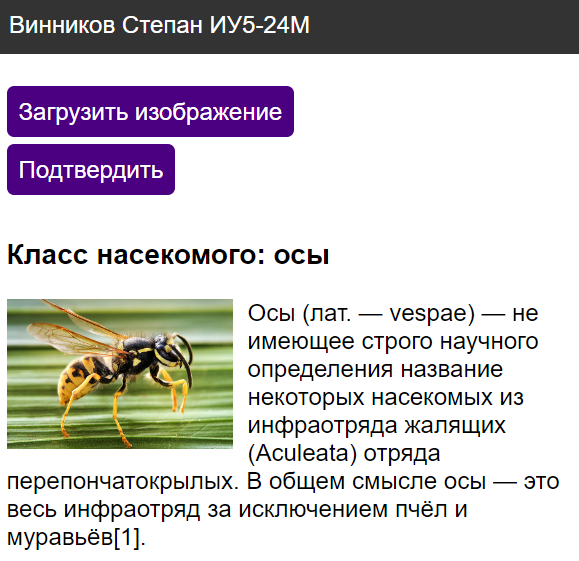 Винников Степан ИУ5-24М
Загрузить изображение
Подтвердить
Класс насекомого: осы
Осы (лат. — vespae) — не
имеющее строго научного
определения название
некоторых насекомых из
инфраотряда жалящих
(Aculeata) отряда
перепончатокрылых. В общем смысле осы — это
весь инфраотряд за исключением пчёл и
муравьёв[1].